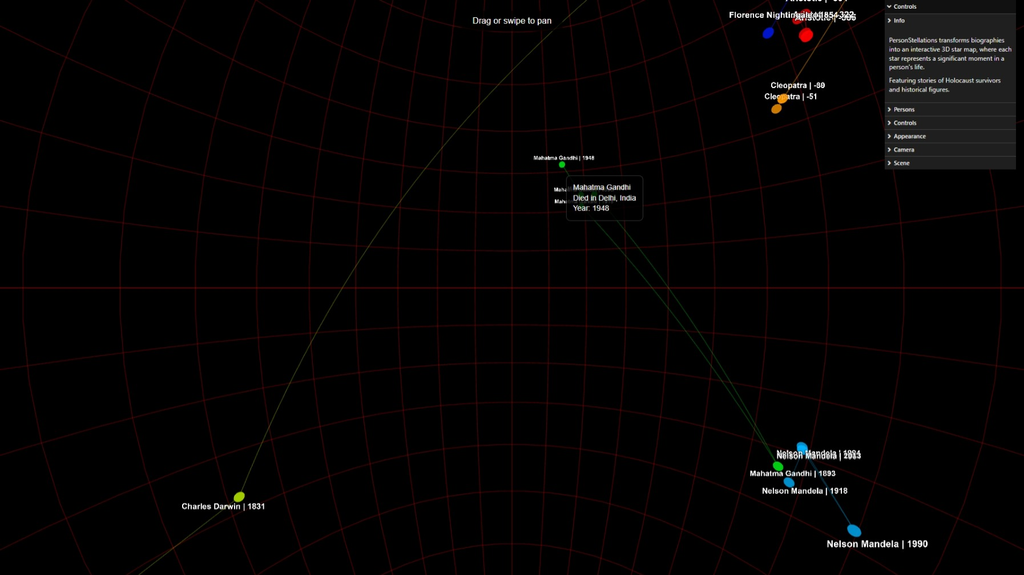 Drag or swipe to pan
Florence Nightingale
Cleopatra | -80
Cleopatra | -51
Mahatma Gandhi | 1948
Mahatma Gandhi
Died in Delhi, India
Year: 1948
Charles Darwin | 1831
Nelson Mandela
Mahatma Gandhi | 1893
Nelson Mandela | 1918
Nelson Mandela | 1990
Controls
Info
PersonStellations transforms biographies
into an interactive 3D star map, where each
star represents a significant moment in a
person's life.
Featuring stories of Holocaust survivors
and historical figures.
Persons
Controls
Appearance
Camera
Scene